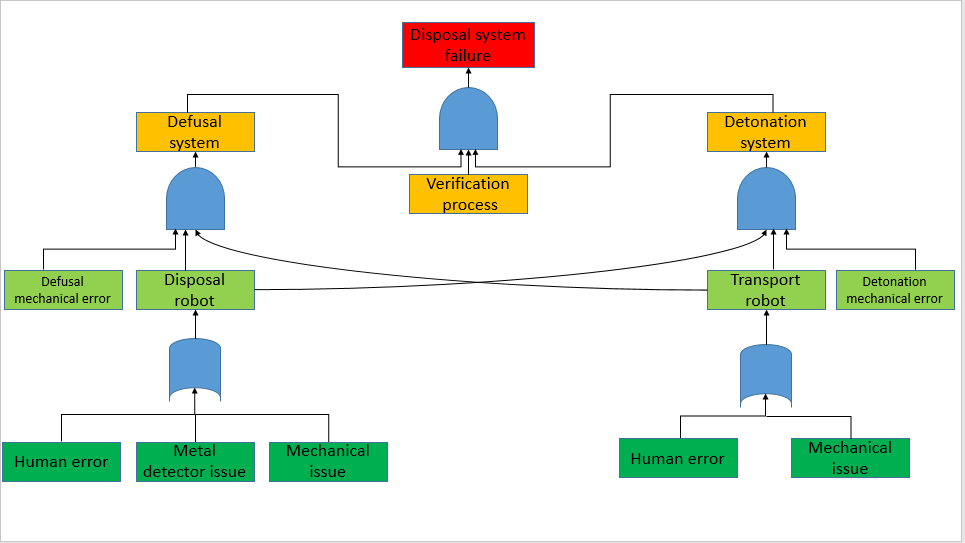 Disposal system
failure
Defusal
system
Detonation
system
Verification
process
Defusal
mechanical error
Disposal
robot
Transport
robot
Detonation
mechanical error
Human error
Metal
detector issue
Mechanical
issue
Human error
Mechanical
issue